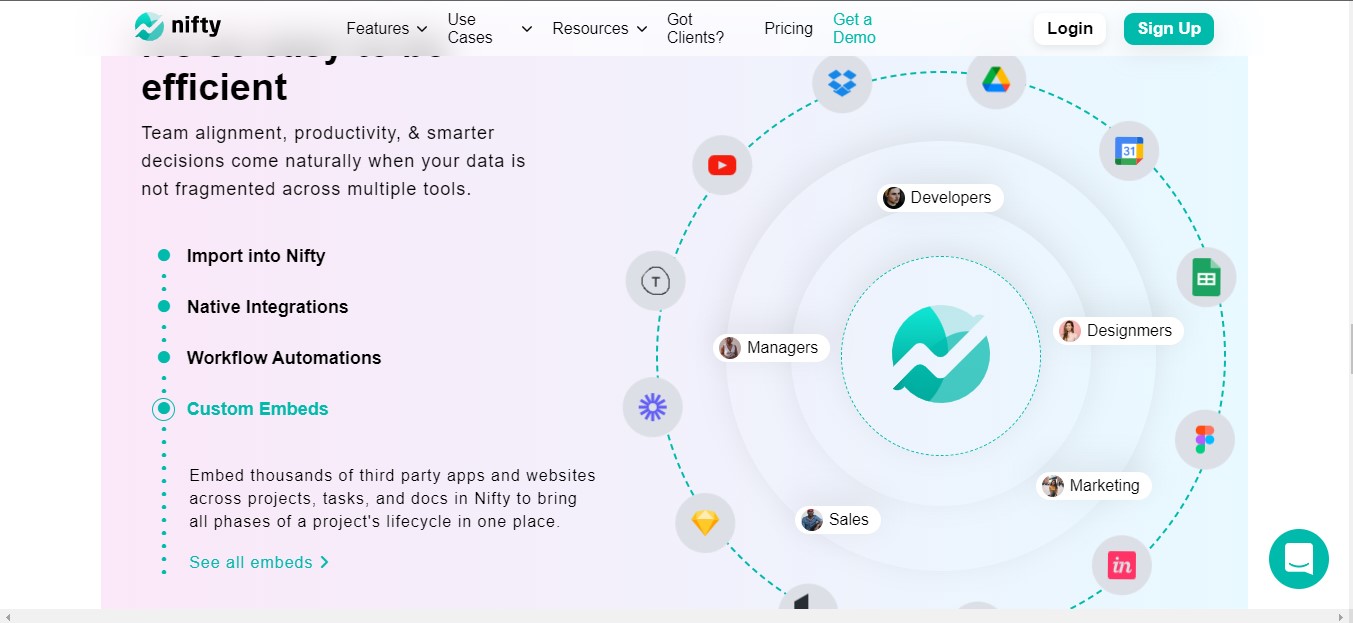 nifty
Features
Use
Cases
Resources
Got
Clients?
Pricing
Get a
Demo
Login
Sign Up
efficient
Team alignment, productivity, & smarter
decisions come naturally when your data is
not fragmented across multiple tools.
Import into Nifty
Native Integrations
Workflow Automations
Custom Embeds
Embed thousands of third party apps and websites
across projects, tasks, and docs in Nifty to bring
all phases of a project's lifecycle in one place.
See all embeds
31
Developers
T
Designmers
Managers
Marketing
Sales
in